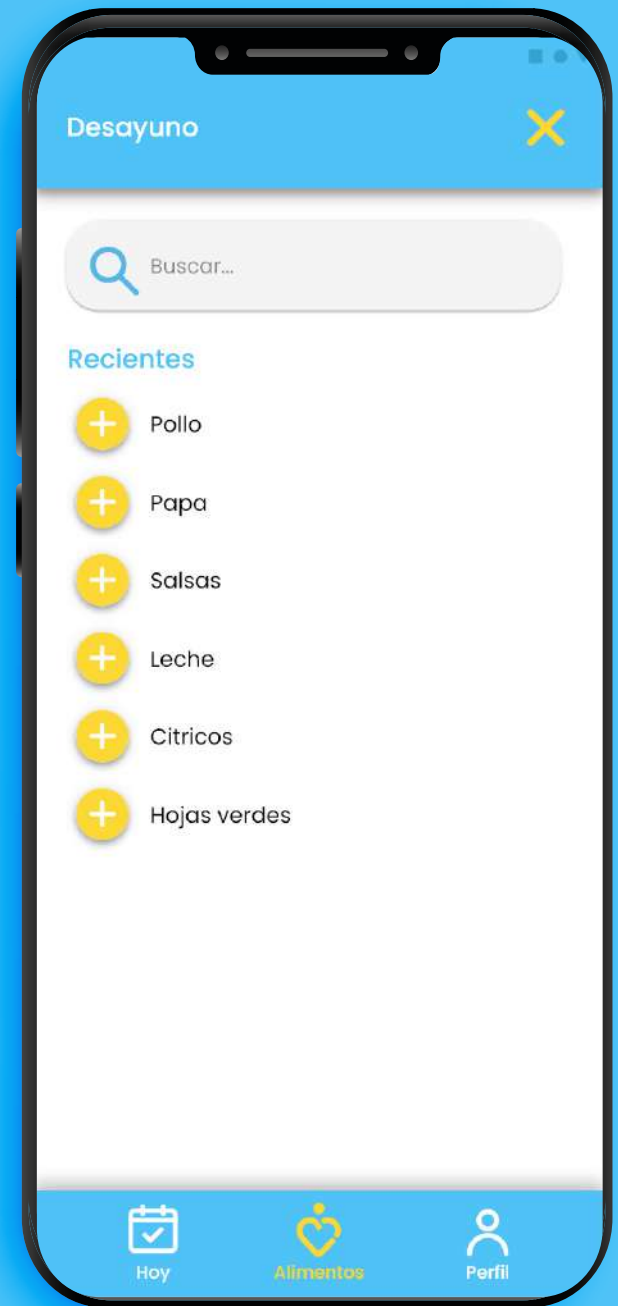 Desayuno
Buscar...
Recientes
Pollo
Papa
Salsas
Leche
Citricos
Hojas verdes
Hoy
Alimentos
Perfil